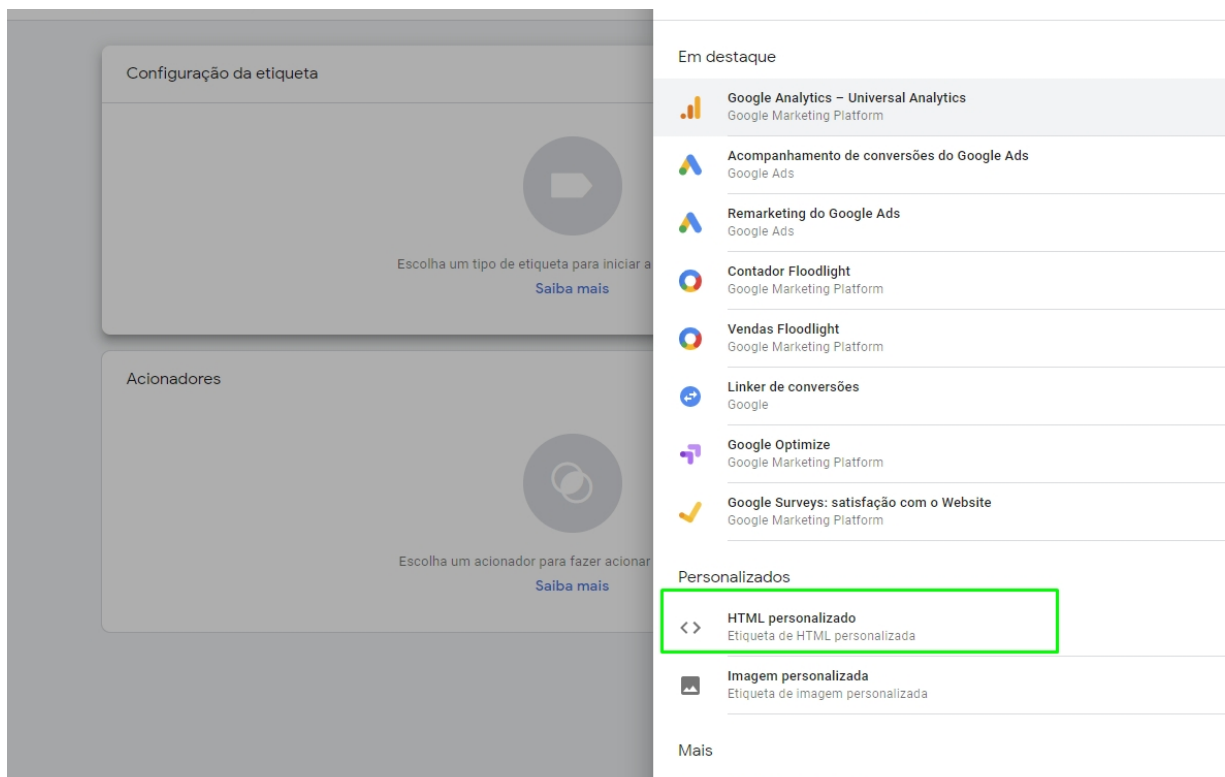 Configuração da etiqueta
Escolha um tipo de etiqueta para iniciar a
Saiba mais
Acionadores
Escolha um acionador para fazer acionar
Saiba mais
Em destaque
Google Analytics – Universal Analytics
Google Marketing Platform
Acompanhamento de conversões do Google Ads
Google Ads
Remarketing do Google Ads
Google Ads
Contador Floodlight
Google Marketing Platform
Vendas Floodlight
Google Marketing Platform
Linker de conversões
Google
Google Optimize
Google Marketing Platform
Google Surveys: satisfação com o Website
Google Marketing Platform
Personalizados
HTML personalizado
Etiqueta de HTML personalizada
Imagem personalizada
Etiqueta de imagem personalizada
Mais